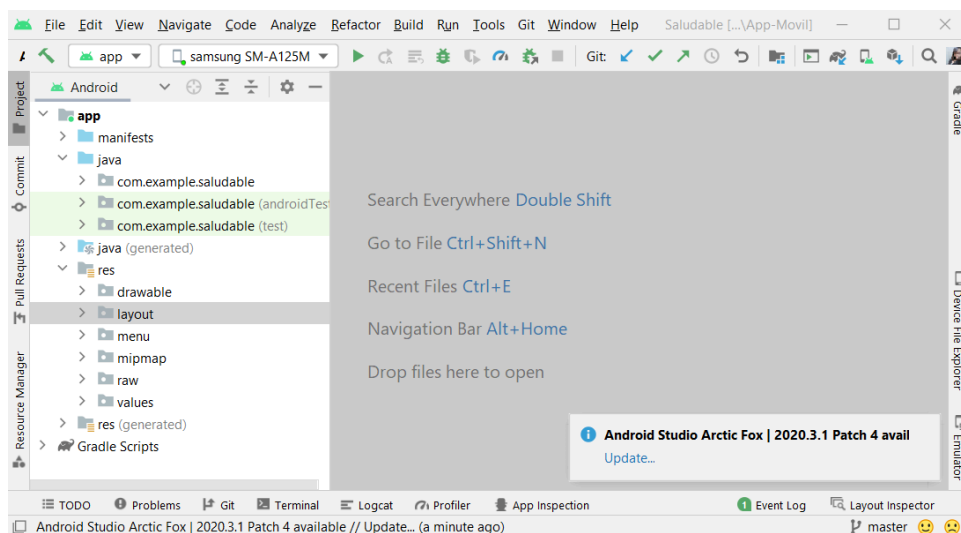 File Edit View Navigate Code Analyze Refactor Build Run Tools Git Window Help Saludable [...\App-Movil]
app samsung SM-A125M Git:
Android
Project
Commit
Pull Requests
Resource Manager
app
manifests
java
com.example.saludable
com.example.saludable (androidTes
com.example.saludable (test)
java (generated)
res
drawable
layout
menu
mipmap
raw
values
res (generated)
Gradle Scripts
Search Everywhere Double Shift
Go to File Ctrl+Shift+N
Recent Files Ctrl+E
Navigation Bar Alt+Home
Drop files here to open
Gradle
Device File Explorer
Emulator
Android Studio Arctic Fox | 2020.3.1 Patch 4 avail
Update...
TODO Problems Git Terminal Logcat Profiler App Inspection 1 Event Log Layout Inspector
Android Studio Arctic Fox | 2020.3.1 Patch 4 available // Update... (a minute ago) master